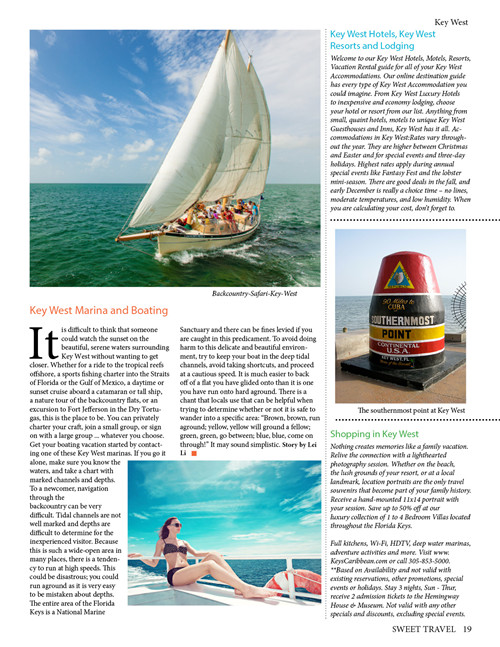 Key West
Backcountry-Safari-Key-West
Key West Marina and Boating
It is difficult to think that someone
could watch the sunset on the
beautiful, serene waters surrounding
Key West without wanting to get
closer. Whether for a ride to the tropical reefs
offshore, a sports fishing charter into the Straits
of Florida or the Gulf of Mexico, a daytime or
sunset cruise aboard a catamaran or tall ship,
a nature tour of the backcountry flats, or an
excursion to Fort Jefferson in the Dry Tortu-
gas, this is the place to be. You can privately
charter your craft, join a small group, or sign
on with a large group ... whatever you choose.
Get your boating vacation started by contact-
ing one of these Key West marinas. If you go it
alone, make sure you know the
waters, and take a chart with
marked channels and depths.
To a newcomer, navigation
through the
backcountry can be very
difficult. Tidal channels are not
well marked and depths are
difficult to determine for the
inexperienced visitor. Because
this is such a wide-open area in
many places, there is a tenden-
cy to run at high speeds. This
could be disastrous; you could
run aground as it is very easy
to be mistaken about depths.
The entire area of the Florida
Keys is a National Marine
Sanctuary and there can be fines levied if you
are caught in this predicament. To avoid doing
harm to this delicate and beautiful environ-
ment, try to keep your boat in the deep tidal
channels, avoid taking shortcuts, and proceed
at a cautious speed. It is much easier to back
off of a flat you have glided onto than it is one
you have run onto hard aground. There is a
chant that locals use that can be helpful when
trying to determine whether or not it is safe to
wander into a specific area: "Brown, brown, run
aground; yellow, yellow will ground a fellow;
green, green, go between; blue, blue, come on
through!" It may sound simplistic. Story by Lei
Li
Key West Hotels, Key West
Resorts and Lodging
Welcome to our Key West Hotels, Motels, Resorts,
Vacation Rental guide for all of your Key West
Accommodations. Our online destination guide
has every type of Key West Accommodation you
could imagine. From Key West Luxury Hotels
to inexpensive and economy lodging, choose
your hotel or resort from our list. Anything from
small, quaint hotels, motels to unique Key West
Guesthouses and Inns, Key West has it all. Ac-
commodations in Key West:Rates vary through-
out the year. They are higher between Christmas
and Easter and for special events and three-day
holidays. Highest rates apply during annual
special events like Fantasy Fest and the lobster
mini-season. There are good deals in the fall, and
early December is really a choice time – no lines,
moderate temperatures, and low humidity. When
you are calculating your cost, don't forget to.
90 Miles to
CUBA
SOUTHERNMOST
POINT
CONTINENTAL
U.S.A.
KEY WEST, FL
The southernmost point at Key West
Shopping in Key West
Nothing creates memories like a family vacation.
Relive the connection with a lighthearted
photography session. Whether on the beach,
the lush grounds of your resort, or at a local
landmark, location portraits are the only travel
souvenirs that become part of your family history.
Receive a hand-mounted 11x14 portrait with
your session. Save up to 50% off at our
luxury collection of 1 to 4 Bedroom Villas located
throughout the Florida Keys.
Full kitchens, Wi-Fi, HDTV, deep water marinas,
adventure activities and more. Visit www.
KeysCaribbean.com or call 305-853-5000.
**Based on Availability and not valid with
existing reservations, other promotions, special
events or holidays. Stay 3 nights, Sun - Thur,
receive 2 admission tickets to the Hemingway
House & Museum. Not valid with any other
specials and discounts, excluding special events.
SWEET TRAVEL 19